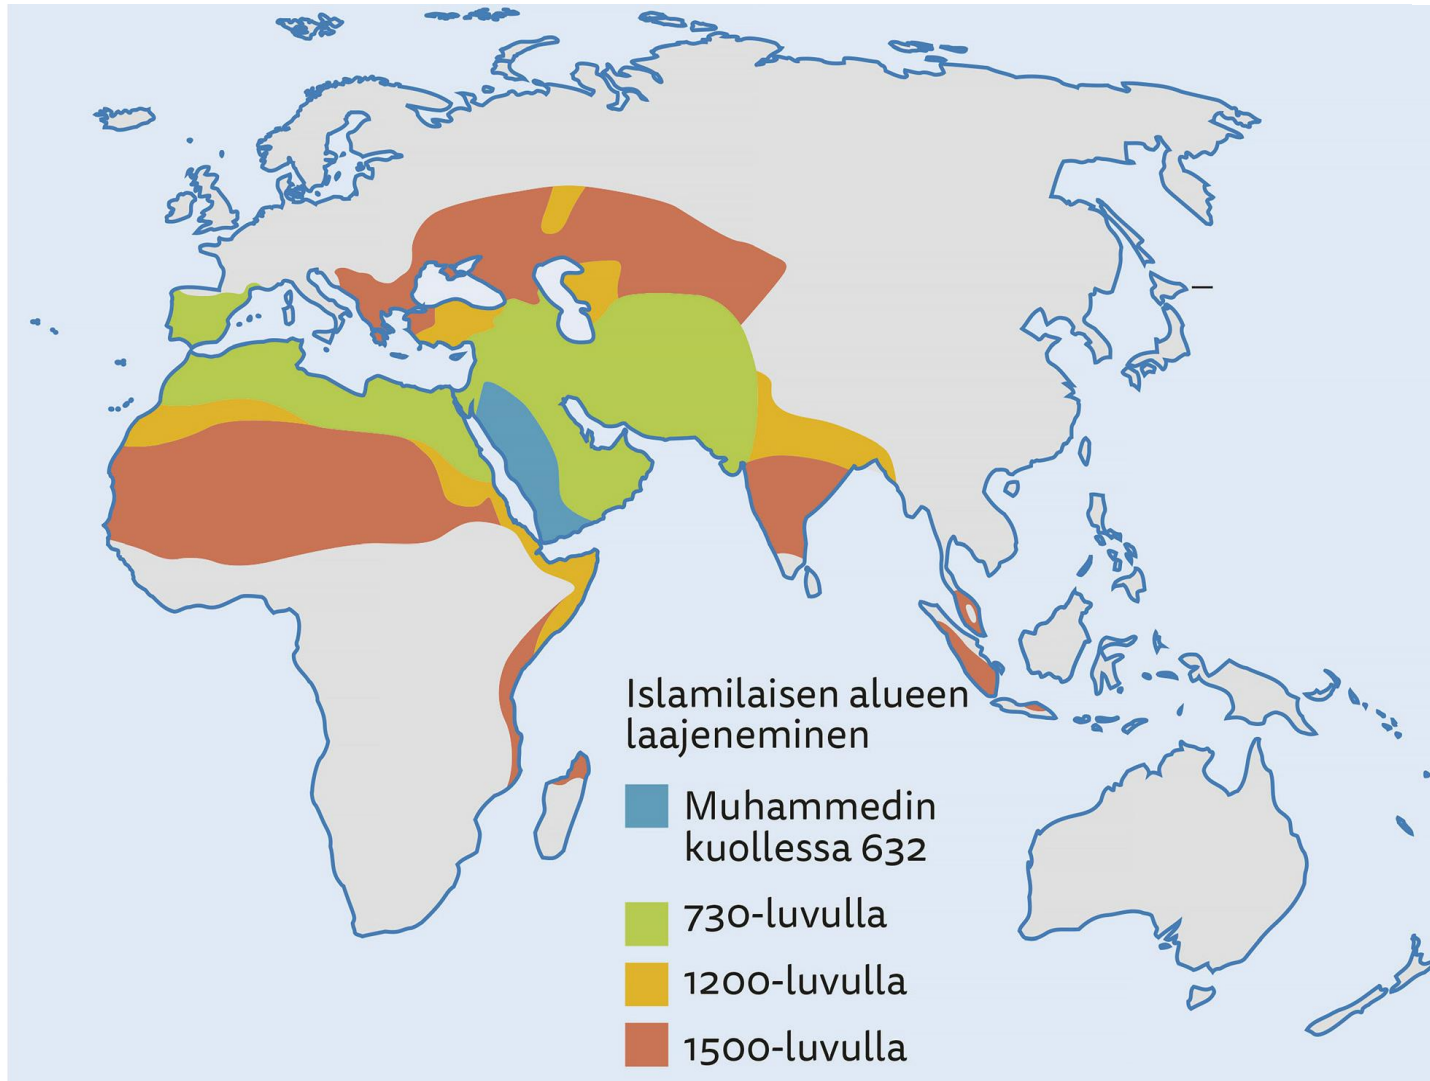 Islamilaisen alueen
laajeneminen
Muhammedin
kuollessa 632
730-luvulla
1200-luvulla
1500-luvulla